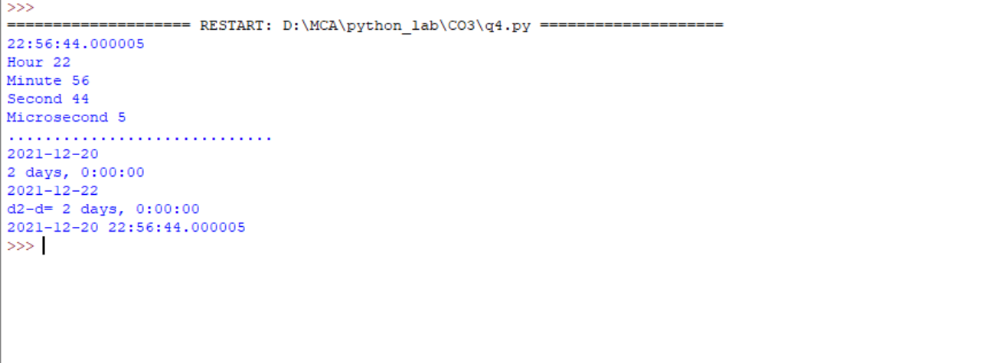 >>>
==================== RESTART: D:\MCA\python_lab\CO3\q4.py ====================
22:56:44.000005
Hour 22
Minute 56
Second 44
Microsecond 5
.............................
2021-12-20
2 days, 0:00:00
2021-12-22
d2-d= 2 days, 0:00:00
2021-12-20 22:56:44.000005
>>>